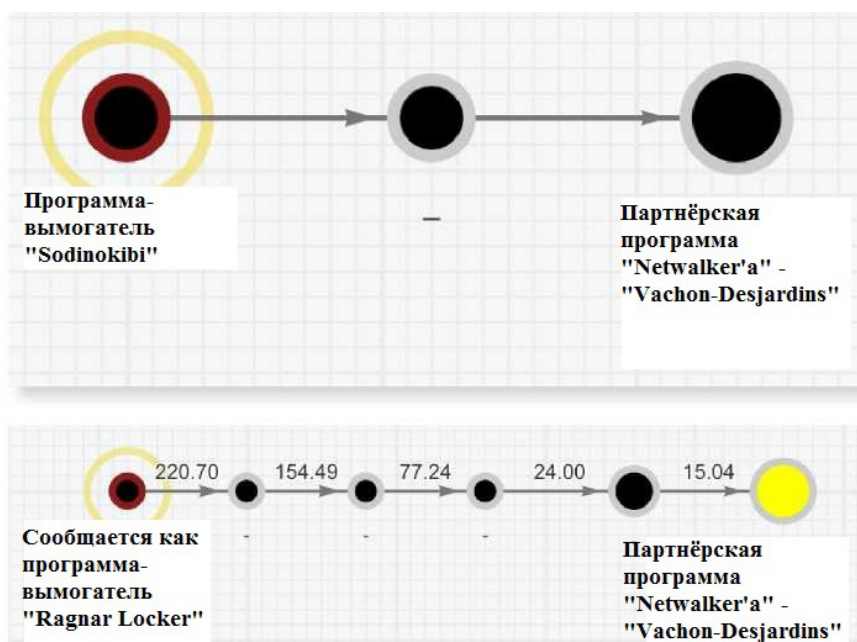 Программа-
вымогатель
"Sodinokibi"
–
Партнёрская
программа
"Netwalker'а" -
"Vachon-Desjardins"
220.70 154.49 77.24 24.00 15.04
- - -
Сообщается как
программа-
вымогатель
"Ragnar Locker"
Партнёрская
программа
"Netwalker'а" -
"Vachon-Desjardins"